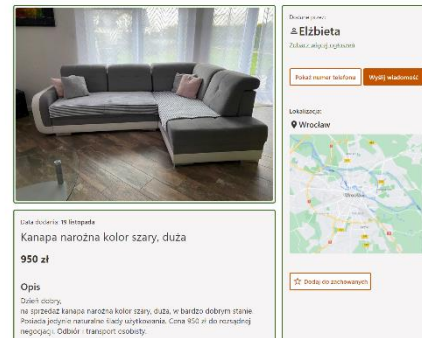 Data dodania: 19 listopada
Kanapa narożna kolor szary, duża
950 zł
Opis
Dzień dobry,
na sprzedaż kanapa narożna kolor szary, duża, w bardzo dobrym stanie.
Posiada jedynie naturalne ślady użytkowania. Cena 950 zł do rozsądnej
negocjacji. Odbiór i transport osobisty.
Dodane przez:
Elżbieta
Zobacz więcej ogłoszeń
Pokaż numer telefonu
Wyślij wiadomość
Lokalizacja:
Wrocław
Wrocław
Dodaj do zachowanych